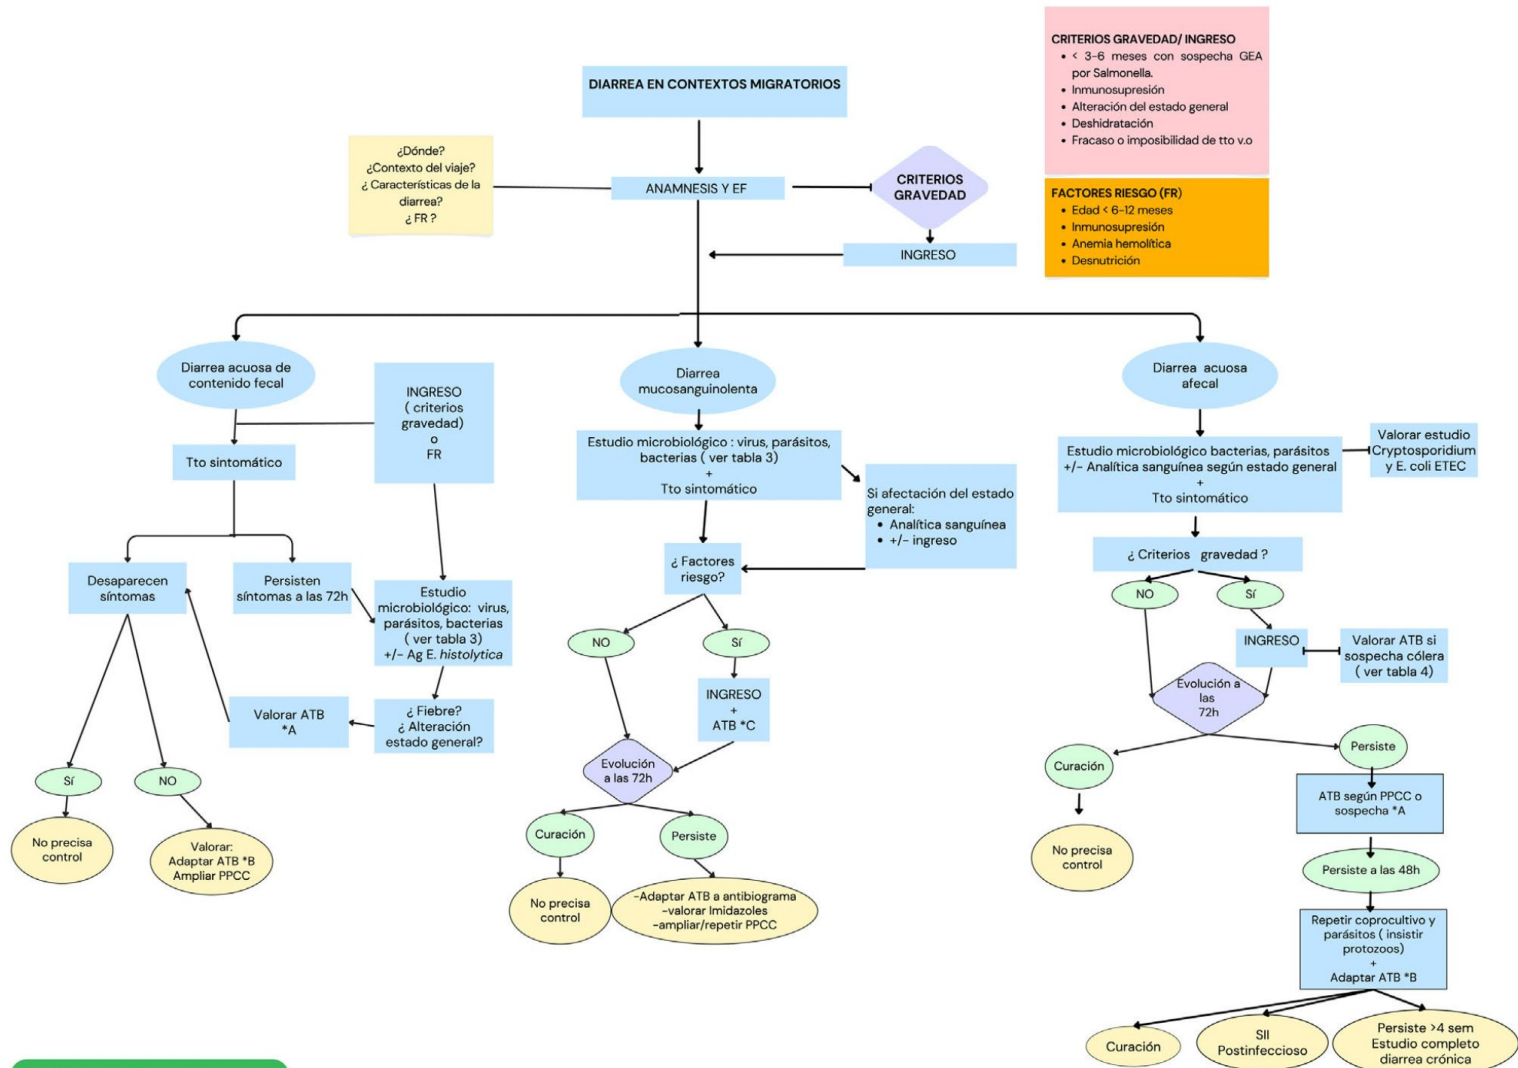 CRITERIOS GRAVEDAD/ INGRESO
• < 3-6 meses con sospecha GEA
por Salmonella.
• Inmunosupresión
• Alteración del estado general
• Deshidratación
• Fracaso o imposibilidad de tto v.o
FACTORES RIESGO (FR)
• Edad < 6-12 meses
• Inmunosupresión
• Anemia hemolítica
• Desnutrición
DIARREA EN CONTEXTOS MIGRATORIOS
¿Dónde?
¿Contexto del viaje?
¿ Características de la
diarrea?
¿ FR ?
ANAMNESIS Y EF
CRITERIOS
GRAVEDAD
INGRESO
Diarrea acuosa de
contenido fecal
INGRESO
( criterios
gravedad)
o
FR
Tto sintomático
Desaparecen
síntomas
Persisten
síntomas a las 72h
Estudio
microbiológico: virus,
parásitos, bacterias
( ver tabla 3)
+/- Ag E. histolytica
¿ Fiebre?
¿ Alteración
estado general?
Valorar ATB
*A
Sí
NO
No precisa
control
Valorar:
Adaptar ATB *B
Ampliar PPCC
Diarrea
mucosanguinolenta
Estudio microbiológico : virus, parásitos,
bacterias ( ver tabla 3)
+
Tto sintomático
Si afectación del estado
general:
• Analítica sanguínea
• +/- ingreso
¿ Factores
riesgo?
NO
Sí
INGRESO
+
ATB *C
Evolución
a las 72h
Curación
Persiste
No precisa
control
-Adaptar ATB a antibiograma
-valorar Imidazoles
-ampliar/repetir PPCC
Diarrea acuosa
afecal
Estudio microbiológico bacterias, parásitos
+/- Analítica sanguínea según estado general
+
Tto sintomático
Valorar estudio
Cryptosporidium
y E. coli ETEC
¿ Criterios gravedad ?
NO
Sí
INGRESO
Valorar ATB si
sospecha cólera
( ver tabla 4)
Evolución a
las
72h
Curación
Persiste
No precisa
control
ATB según PPCC o
sospecha *A
Persiste a las 48h
Repetir coprocultivo y
parásitos ( insistir
protozoos)
+
Adaptar ATB *B
Curación
SII
Postinfeccioso
Persiste >4 sem
Estudio completo
diarrea crónica